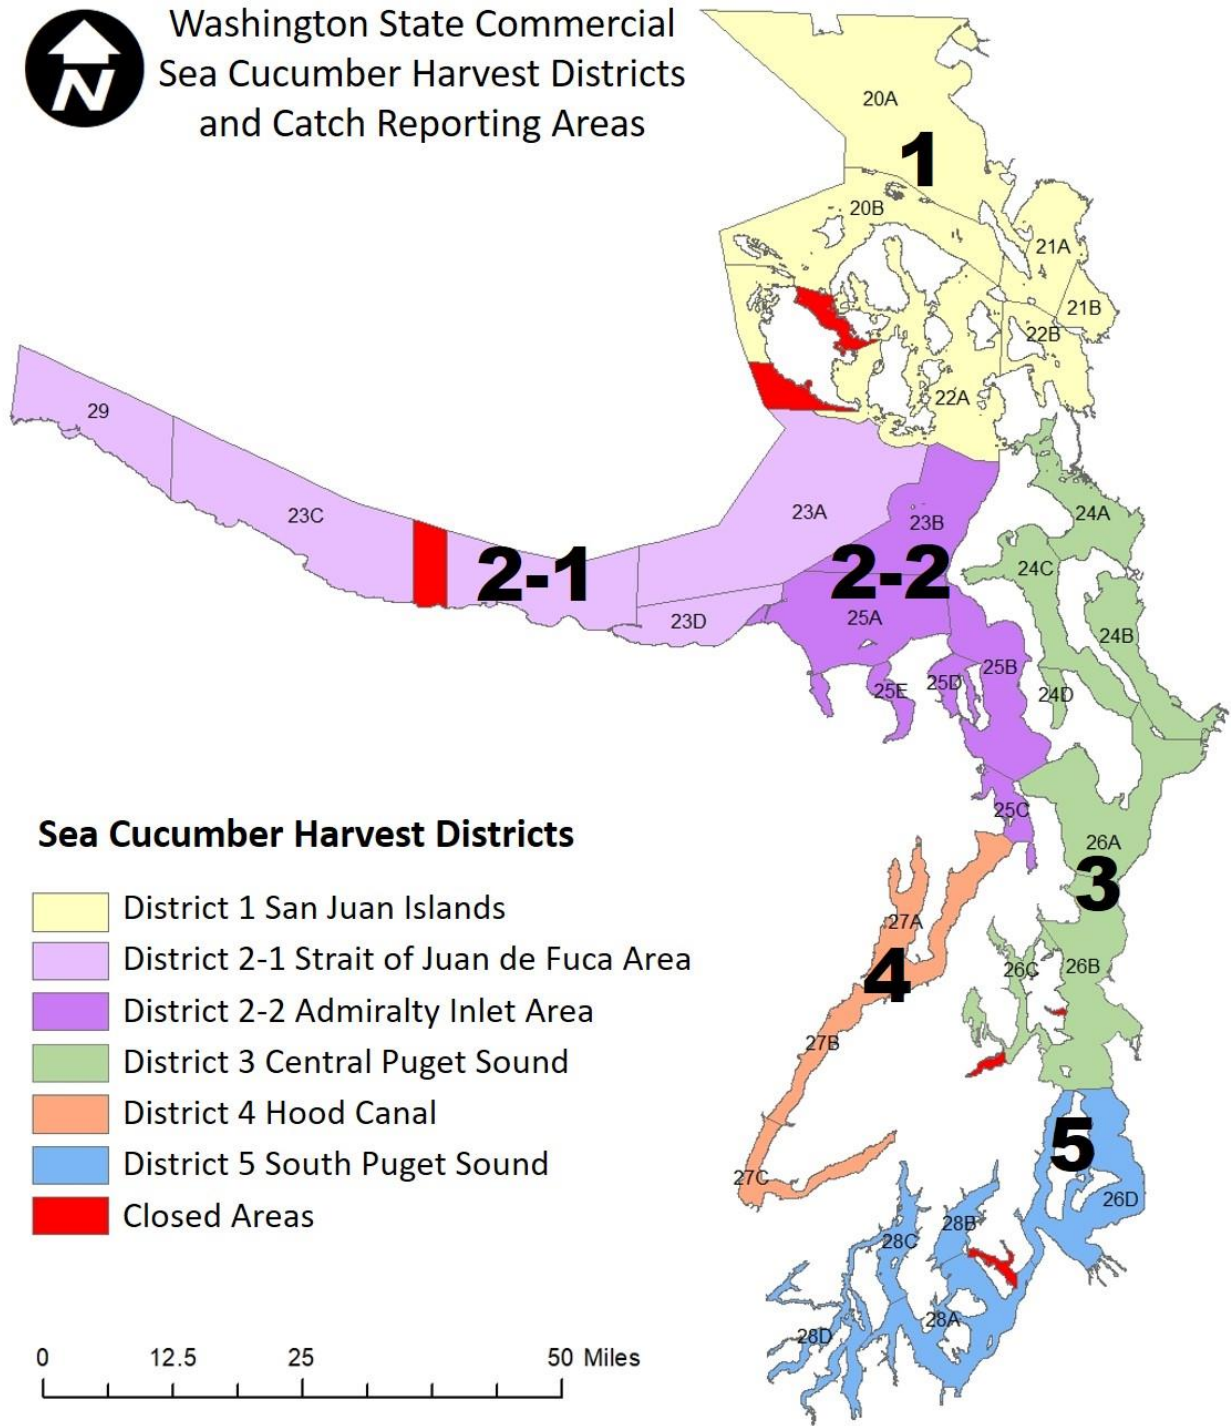 N
Washington State Commercial
Sea Cucumber Harvest Districts
and Catch Reporting Areas
20A
1
20B
21A
21B
22B
22A
29
23C
23A
23B
24A
2-1
2-2
24C
23D
25A
24B
25B
25D
25E
24D
25C
26A
3
27A
4
26C
26B
27B
5
27C
26D
28B
28C
28A
28D
Sea Cucumber Harvest Districts
District 1 San Juan Islands
District 2-1 Strait of Juan de Fuca Area
District 2-2 Admiralty Inlet Area
District 3 Central Puget Sound
District 4 Hood Canal
District 5 South Puget Sound
Closed Areas
0 12.5 25 50 Miles